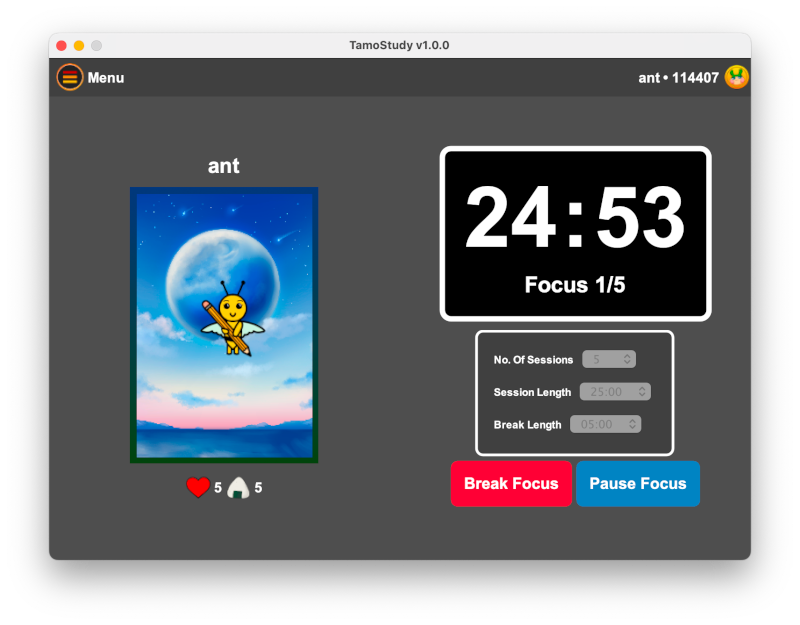 TamoStudy v1.0.0
Menu
ant • 114407
ant
24:53
Focus 1/5
No. Of Sessions 5
Session Length 25:00
Break Length 05:00
Break Focus
Pause Focus
5 5